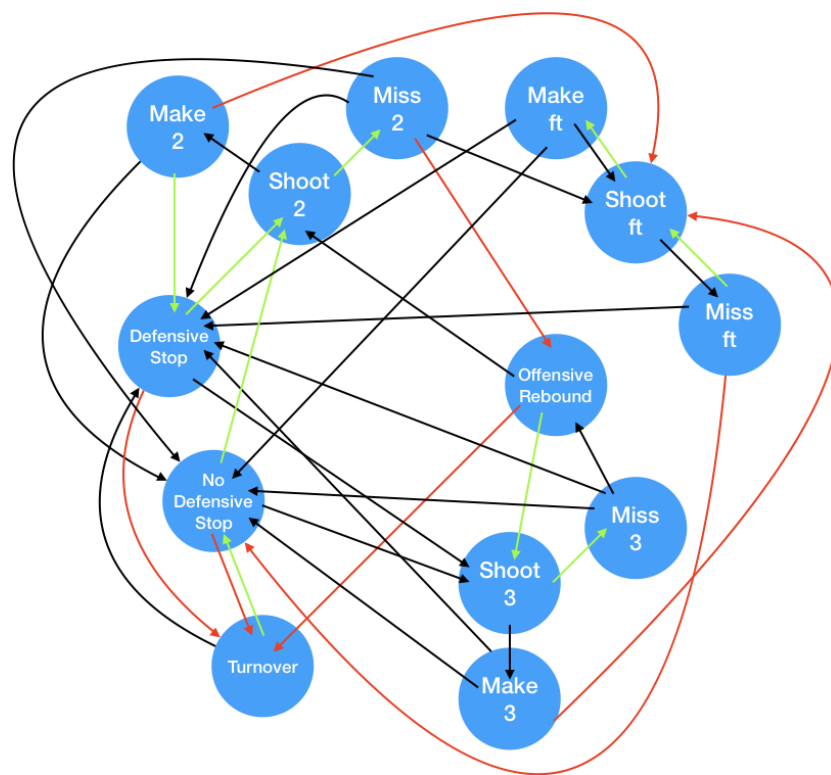 Make
2
Miss
2
Make
ft
Shoot
2
Shoot
ft
Defensive
Stop
Miss
ft
Offensive
Rebound
No
Defensive
Stop
Miss
3
Shoot
3
Turnover
Make
3